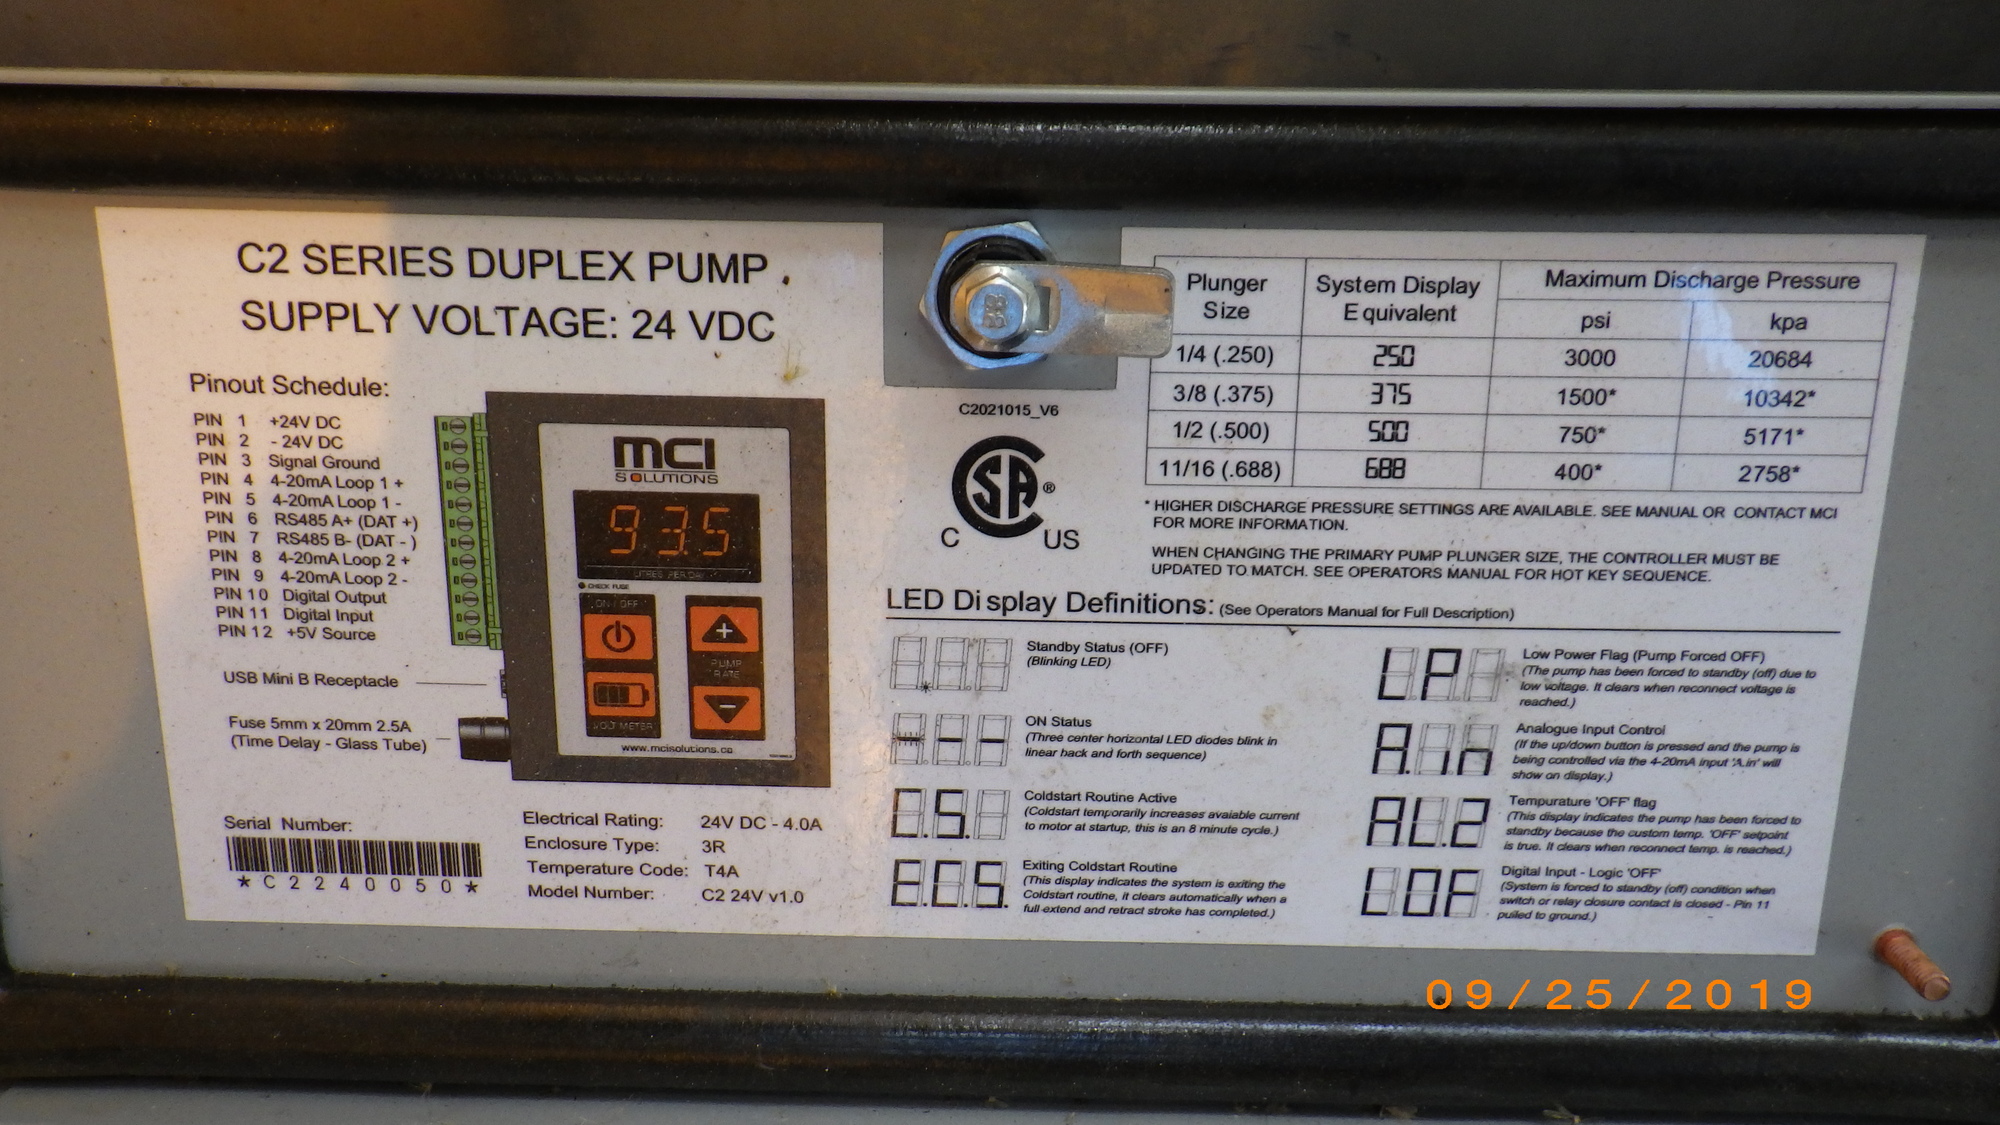 C2 SERIES DUPLEX PUMP
SUPPLY VOLTAGE: 24 VDC
Pinout Schedule:
PIN 1 +24V DC
PIN 2 - 24V DC
PIN 3 Signal Ground
PIN 4 4-20mA Loop 1 +
PIN 5 4-20mA Loop 1 -
PIN 6 RS485 A+ (DAT +)
PIN 7 RS485 B- (DAT - )
PIN 8 4-20mA Loop 2 +
PIN 9 4-20mA Loop 2 -
PIN 10 Digital Output
PIN 11 Digital Input
PIN 12 +5V Source
USB Mini B Receptacle
Fuse 5mm x 20mm 2.5A
(Time Delay - Glass Tube)
MCI
SOLUTIONS
93.5
LITRES PER DAY
CHECK FUSE
ON / OFF
+
PUMP
RATE
-
VOLT METER
www.mcisolutions.ca
Serial Number:
*C2240050*
Electrical Rating: 24V DC - 4.0A
Enclosure Type: 3R
Temperature Code: T4A
Model Number: C2 24V v1.0
C2021015_V6
CSA®
C US
Plunger Size System Display Equivalent Maximum Discharge Pressure
psi kpa
1/4 (.250) 250 3000 20684
3/8 (.375) 375 1500* 10342*
1/2 (.500) 500 750* 5171*
11/16 (.688) 688 400* 2758*
* HIGHER DISCHARGE PRESSURE SETTINGS ARE AVAILABLE. SEE MANUAL OR CONTACT MCI
FOR MORE INFORMATION.
WHEN CHANGING THE PRIMARY PUMP PLUNGER SIZE, THE CONTROLLER MUST BE
UPDATED TO MATCH. SEE OPERATORS MANUAL FOR HOT KEY SEQUENCE.
LED Display Definitions: (See Operators Manual for Full Description)
Standby Status (OFF)
(Blinking LED)
ON Status
(Three center horizontal LED diodes blink in
linear back and forth sequence)
C.S.
Coldstart Routine Active
(Coldstart temporarily increases avaiable current
to motor at startup, this is an 8 minute cycle.)
E.C.S.
Exiting Coldstart Routine
(This display indicates the system is exiting the
Coldstart routine, it clears automatically when a
full extend and retract stroke has completed.)
LP
Low Power Flag (Pump Forced OFF)
(The pump has been forced to standby (off) due to
low voltage. It clears when reconnect voltage is
reached.)
A.in
Analogue Input Control
(If the up/down button is pressed and the pump is
being controlled via the 4-20mA input 'A.in' will
show on display.)
AL2
Tempurature 'OFF' flag
(This display indicates the pump has been forced to
standby because the custom temp. 'OFF' setpoint
is true. It clears when reconnect temp. is reached.)
LOF
Digital Input - Logic 'OFF'
(System is forced to standby (off) condition when
switch or relay closure contact is closed - Pin 11
pulled to ground.)
09/25/2019